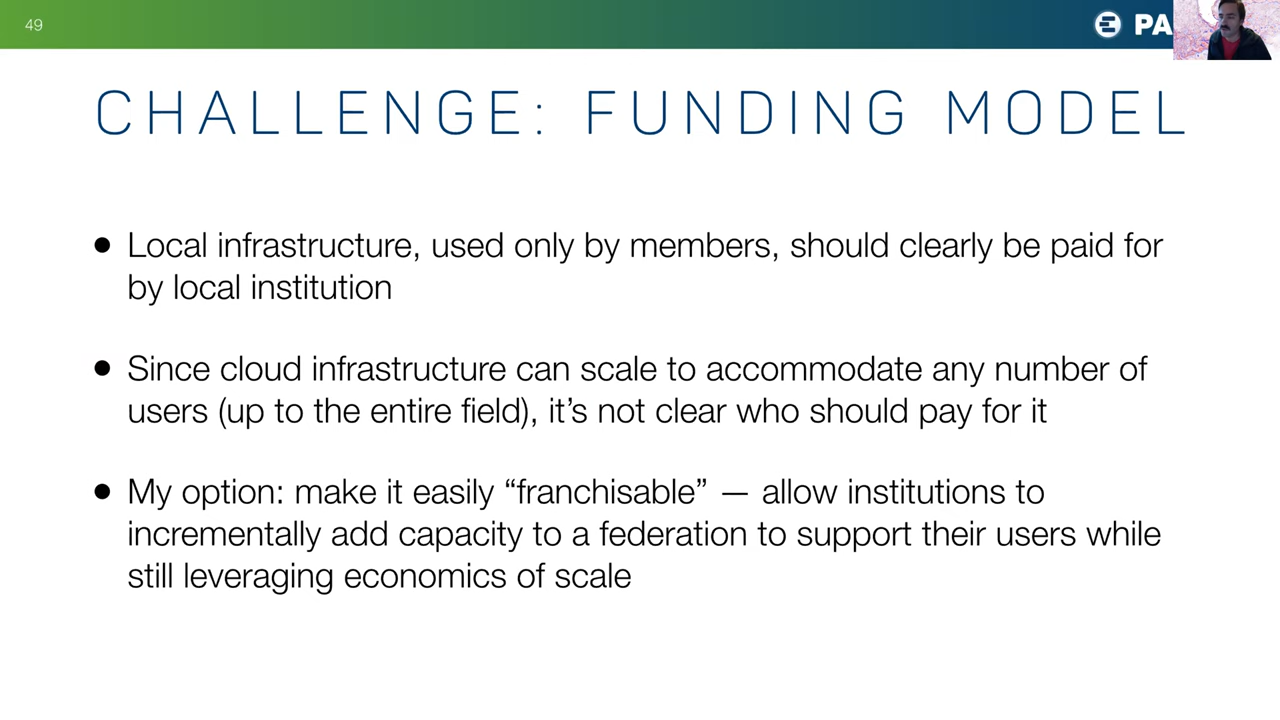 49
PA
CHALLENGE: FUNDING MODEL
● Local infrastructure, used only by members, should clearly be paid for
by local institution
● Since cloud infrastructure can scale to accommodate any number of
users (up to the entire field), it’s not clear who should pay for it
● My option: make it easily “franchisable” — allow institutions to
incrementally add capacity to a federation to support their users while
still leveraging economics of scale